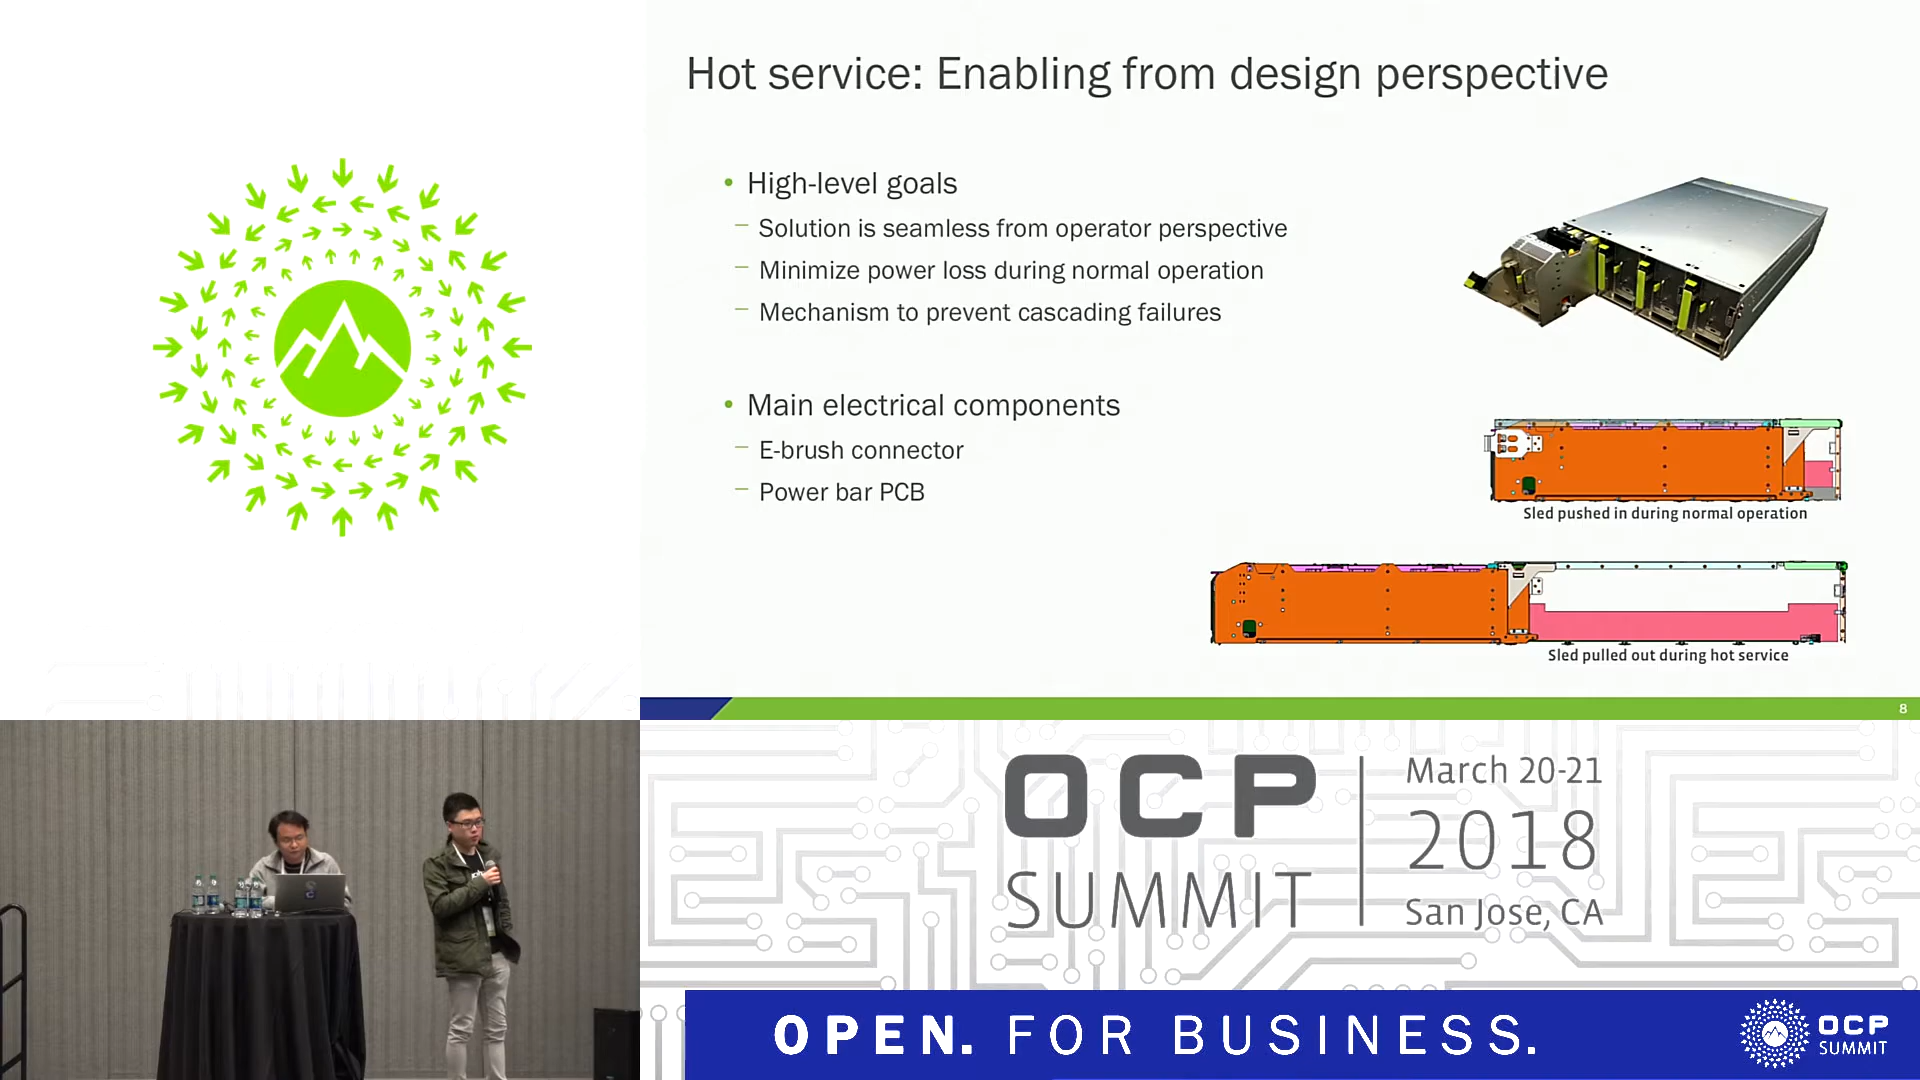 Hot service: Enabling from design perspective
• High-level goals
– Solution is seamless from operator perspective
– Minimize power loss during normal operation
– Mechanism to prevent cascading failures
• Main electrical components
– E-brush connector
– Power bar PCB
Sled pushed in during normal operation
Sled pulled out during hot service
8
OCP
SUMMIT
March 20-21
2018
San Jose, CA
OPEN. FOR BUSINESS.
OCP
SUMMIT